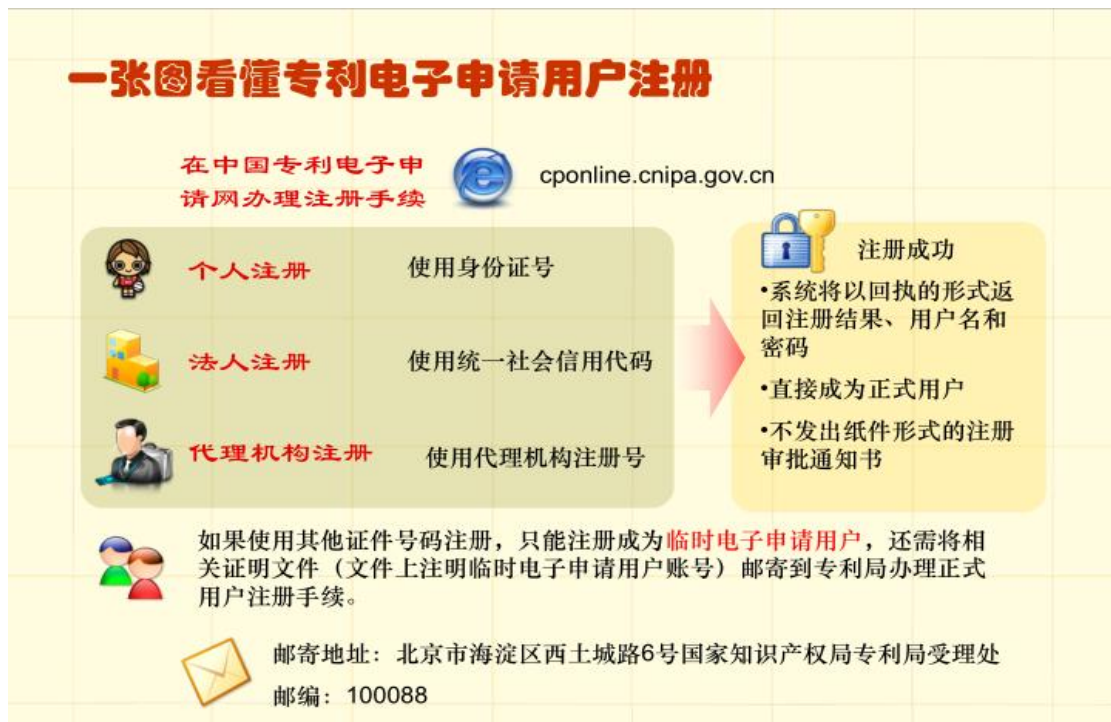 一张图看懂专利电子申请用户注册
在中国专利电子申
请网办理注册手续
cponline.cnipa.gov.cn
个人注册
使用身份证号
法人注册
使用统一社会信用代码
代理机构注册
使用代理机构注册号
注册成功
•系统将以回执的形式返
回注册结果、用户名和
密码
•直接成为正式用户
•不发出纸件形式的注册
审批通知书
如果使用其他证件号码注册，只能注册成为临时电子申请用户，还需将相
关证明文件（文件上注明临时电子申请用户账号）邮寄到专利局办理正式
用户注册手续。
邮寄地址：北京市海淀区西土城路6号国家知识产权局专利局受理处
邮编：100088